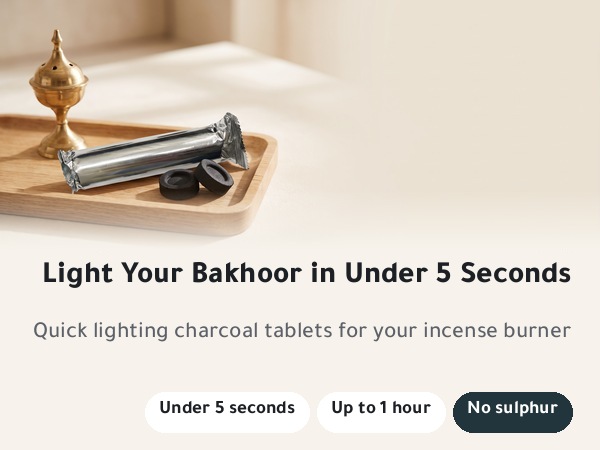 Light Your Bakhoor in Under 5 Seconds
Quick lighting charcoal tablets for your incense burner
Under 5 seconds
Up to 1 hour
No sulphur